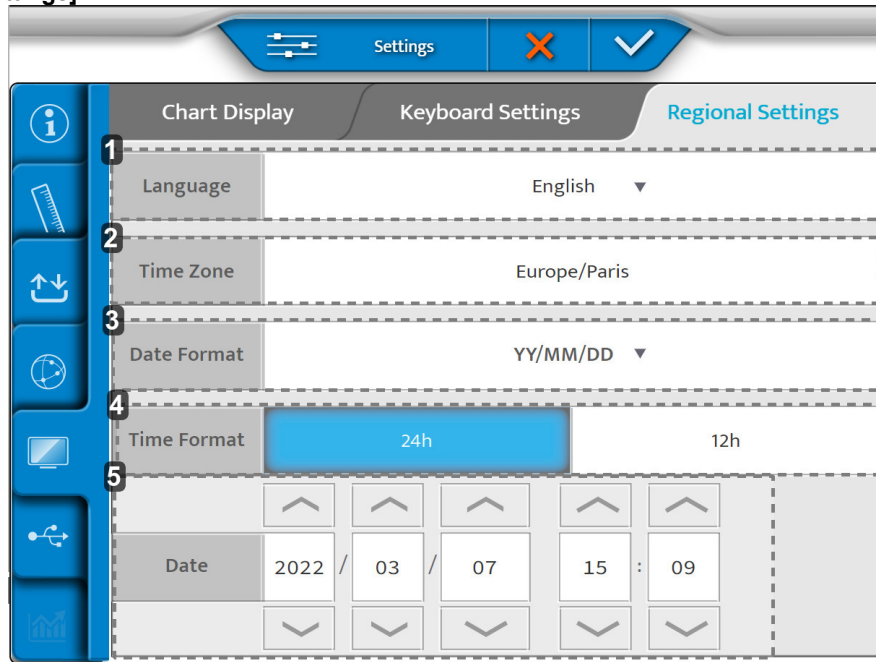 Settings
Chart Display Keyboard Settings Regional Settings
1
Language English ▼
2
Time Zone Europe/Paris
3
Date Format YY/MM/DD ▼
4
Time Format 24h 12h
5
Date 2022 / 03 / 07 15 : 09